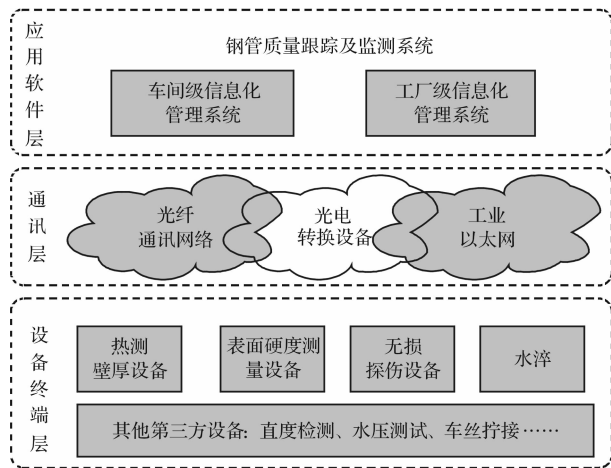 应用软件层
钢管质量跟踪及监测系统
车间级信息化
管理系统
工厂级信息化
管理系统
通讯层
光纤
通讯网络
光电
转换设备
工业
以太网
设备终端层
热测
壁厚设备
表面硬度测
量设备
无损
探伤设备
水淬
其他第三方设备:直度检测、水压测试、车丝拧接……